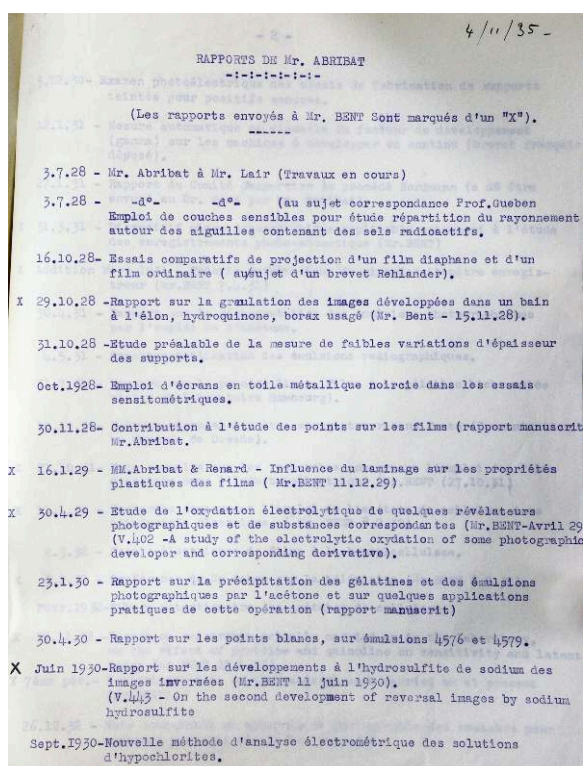 4/11/35-
RAPPORTS DE Mr. ABRIBAT
-:-:-:-:-:-:-
(Les rapports envoyés à Mr. BENT Sont marqués d'un "X").
------
3.7.28 - Mr. Abribat à Mr. Lair (Travaux en cours)
3.7.28 - -d°- -d°- (au sujet correspondance Prof.Gueben
Emploi de couches sensibles pour étude répartition du rayonnement
autour des aiguilles contenant des sels radioactifs.
16.10.28- Essais comparatifs de projection d'un film diaphane et d'un
film ordinaire ( ayésujet d'un brevet Rehlander).
X 29.10.28 -Rapport sur la granulation des images développées dans un bain
à l'élon, hydroquinone, borax usagé (Mr. Bent - 15.11.28).
31.10.28 -Etude préalable de la mesure de faibles variations d'épaisseur
des supports.
Oct.1928- Emploi d'écrans en toile métallique noircie dans les essais
sensitométriques.
30.11.28- Contribution à l'étude des points sur les films (rapport manuscrit
Mr.Abribat.
X 16.1.29 - MM.Abribat & Renard - Influence du laminage sur les propriétés
plastiques des films ( Mr.BENT 11.12.29)
X 30.4.29 - Etude de l'oxydation électrolytique de quelques révélateurs
photographiques et de substances correspondantes (Mr.BENT-Avril 29
(V.402 -A study of the electrolytic oxydation of some photographic
developer and corresponding derivative).
23.1.30 - Rapport sur la précipitation des gélatines et des émulsions
photographiques par l'acétone et sur quelques applications
pratiques de cette opération (rapport manuscrit)
30.4.30 - Rapport sur les points blancs, sur émulsions 4576 et 4579.
X Juin 1930-Rapport sur les développements à l'hydrosulfite de sodium des
images inversées (Mr.BENT 11 juin 1930).
(V.443 - On the second development of reversal images by sodium
hydrosulfite
Sept.1930-Nouvelle méthode d'analyse électrométrique des solutions
d'hypochlorites.